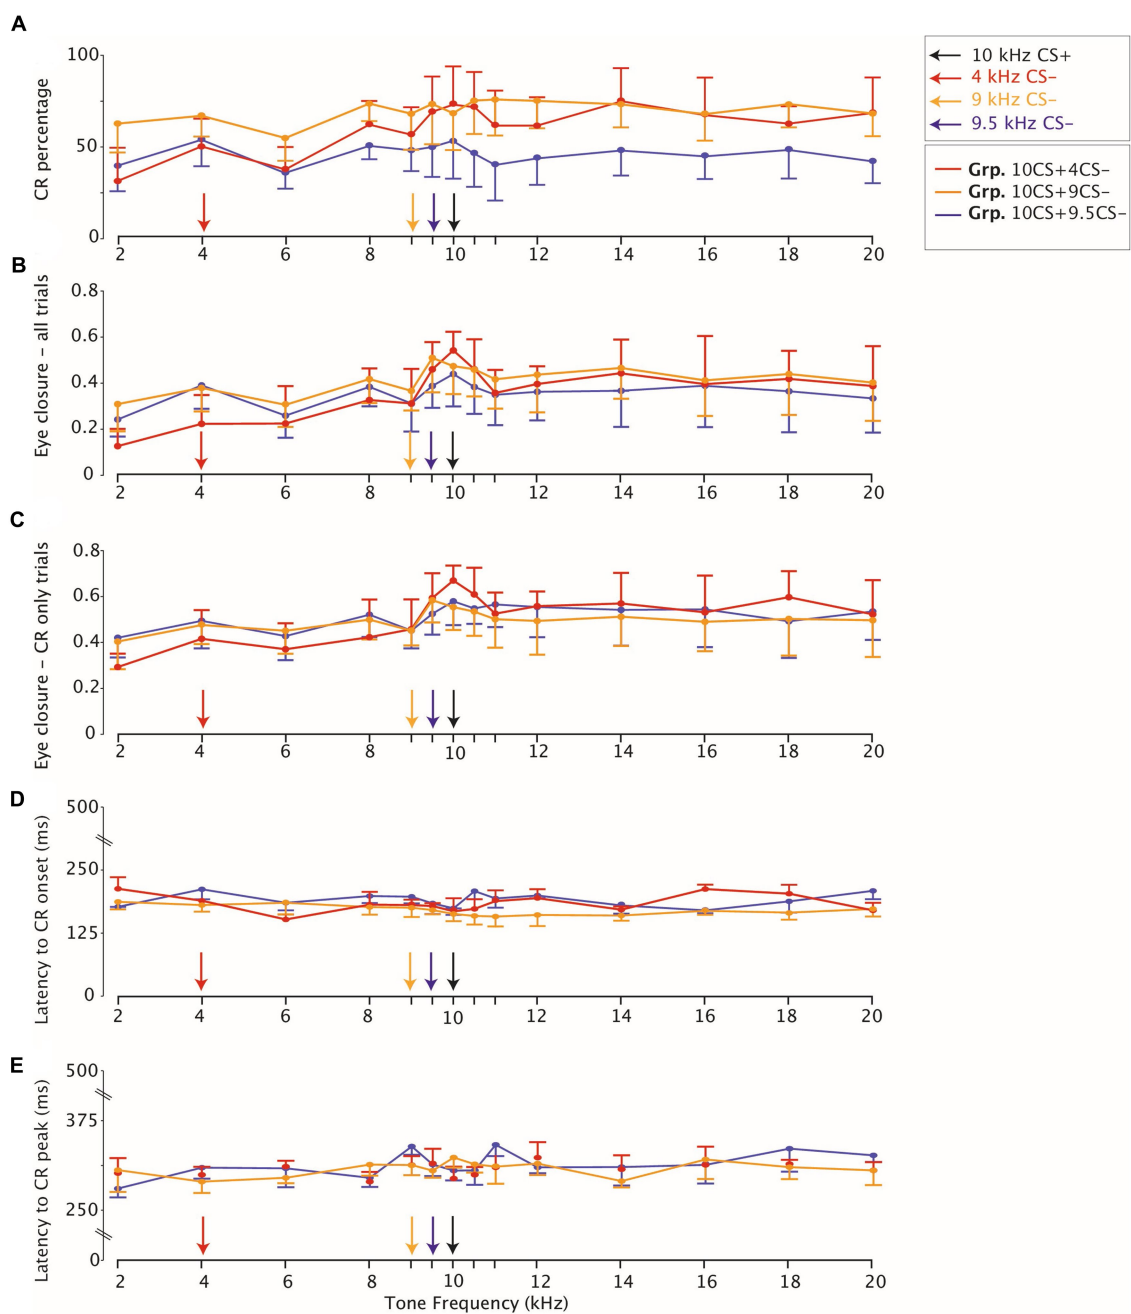 A
CR percentage
100
50
0
2 4 6 8 10 12 14 16 18 20
10 kHz CS+
4 kHz CS−
9 kHz CS−
9.5 kHz CS−
Grp. 10CS+4CS−
Grp. 10CS+9CS−
Grp. 10CS+9.5CS−
B
Eye closure – all trials
0.8
0.6
0.4
0.2
0
2 4 6 8 10 12 14 16 18 20
C
Eye closure – CR only trials
0.8
0.6
0.4
0.2
0
2 4 6 8 10 12 14 16 18 20
D
Latency to CR onset (ms)
500
250
125
0
2 4 6 8 10 12 14 16 18 20
E
Latency to CR peak (ms)
500
375
250
0
2 4 6 8 10 12 14 16 18 20
Tone Frequency (kHz)